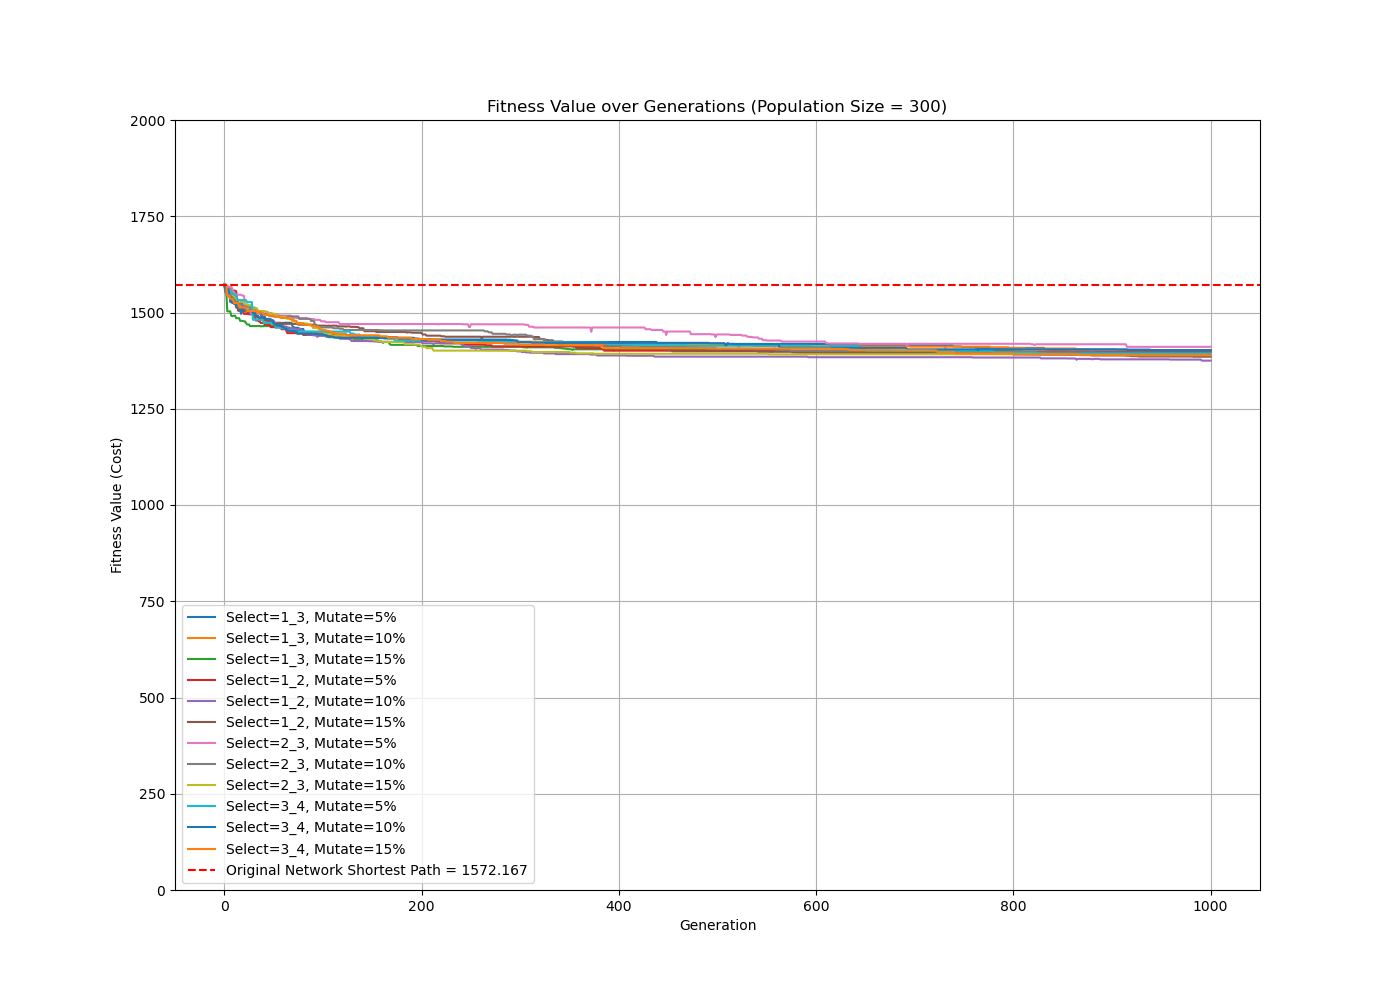 Fitness Value over Generations (Population Size = 300)
2000
1750
1500
1250
1000
750
500
250
0
Fitness Value (Cost)
Select=1_3, Mutate=5%
Select=1_3, Mutate=10%
Select=1_3, Mutate=15%
Select=1_2, Mutate=5%
Select=1_2, Mutate=10%
Select=1_2, Mutate=15%
Select=2_3, Mutate=5%
Select=2_3, Mutate=10%
Select=2_3, Mutate=15%
Select=3_4, Mutate=5%
Select=3_4, Mutate=10%
Select=3_4, Mutate=15%
Original Network Shortest Path = 1572.167
0 200 400 600 800 1000
Generation